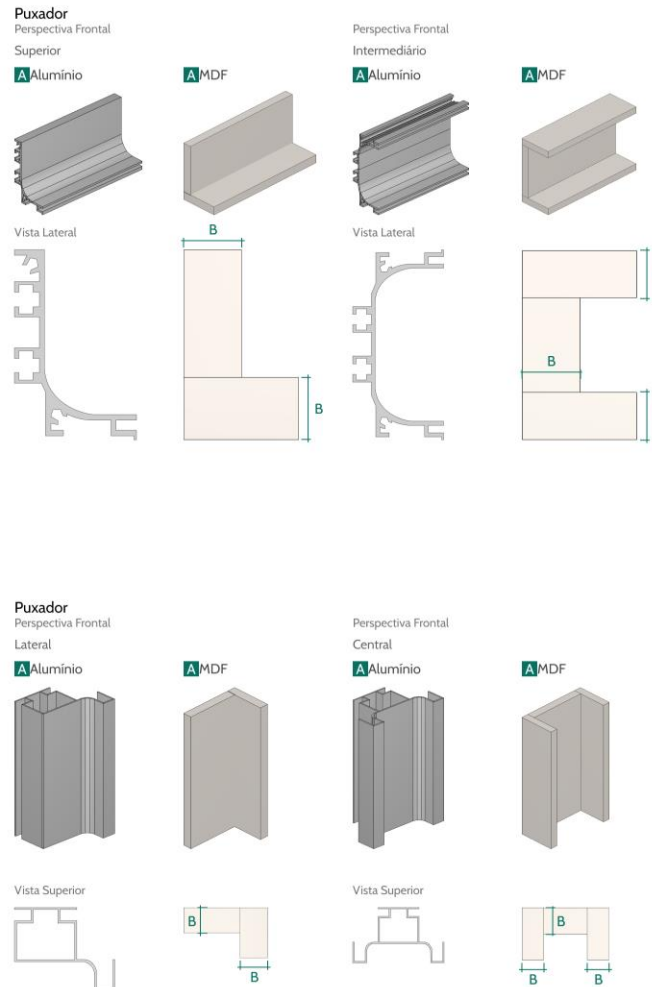 Puxador
Perspectiva Frontal
Superior
A Alumínio
A MDF
Perspectiva Frontal
Intermediário
A Alumínio
A MDF
Vista Lateral
B
B
Vista Lateral
B
Puxador
Perspectiva Frontal
Lateral
A Alumínio
A MDF
Perspectiva Frontal
Central
A Alumínio
A MDF
Vista Superior
B
B
Vista Superior
B
B
B